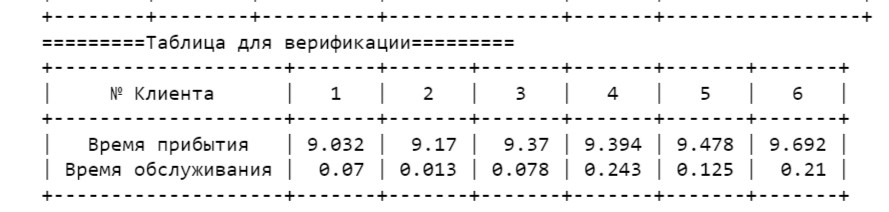 +--------+--------+----------+---------------+-------+-----------------+
=========Таблица для верификации=========
+--------------------+-------+-------+-------+-------+-------+-------+
|     № Клиента      |   1   |   2   |   3   |   4   |   5   |   6   |
+--------------------+-------+-------+-------+-------+-------+-------+
|   Время прибытия   | 9.032 |  9.17 |  9.37 | 9.394 | 9.478 | 9.692 |
| Время обслуживания |  0.07 | 0.013 | 0.078 | 0.243 | 0.125 |  0.21 |
+--------------------+-------+-------+-------+-------+-------+-------+